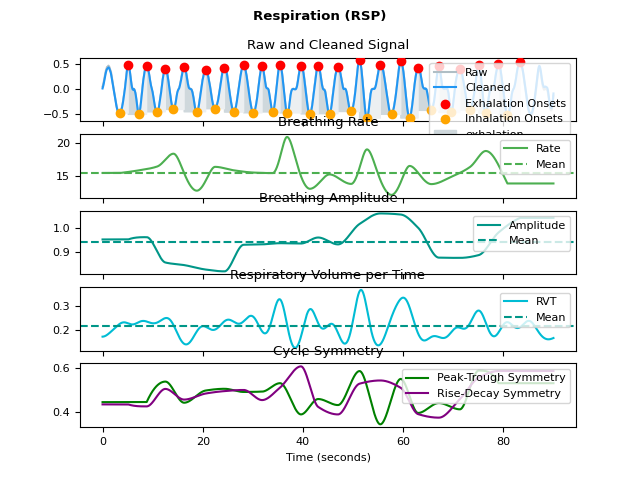 Respiration (RSP)
Raw and Cleaned Signal
0.5
0.0
−0.5
Raw
Cleaned
Exhalation Onsets
Inhalation Onsets
exhalation
Breathing Rate
20
15
Rate
Mean
Breathing Amplitude
1.0
0.9
Amplitude
Mean
Respiratory Volume per Time
0.3
0.2
RVT
Mean
Cycle Symmetry
0.6
0.4
Peak-Trough Symmetry
Rise-Decay Symmetry
0
20
40
60
80
Time (seconds)